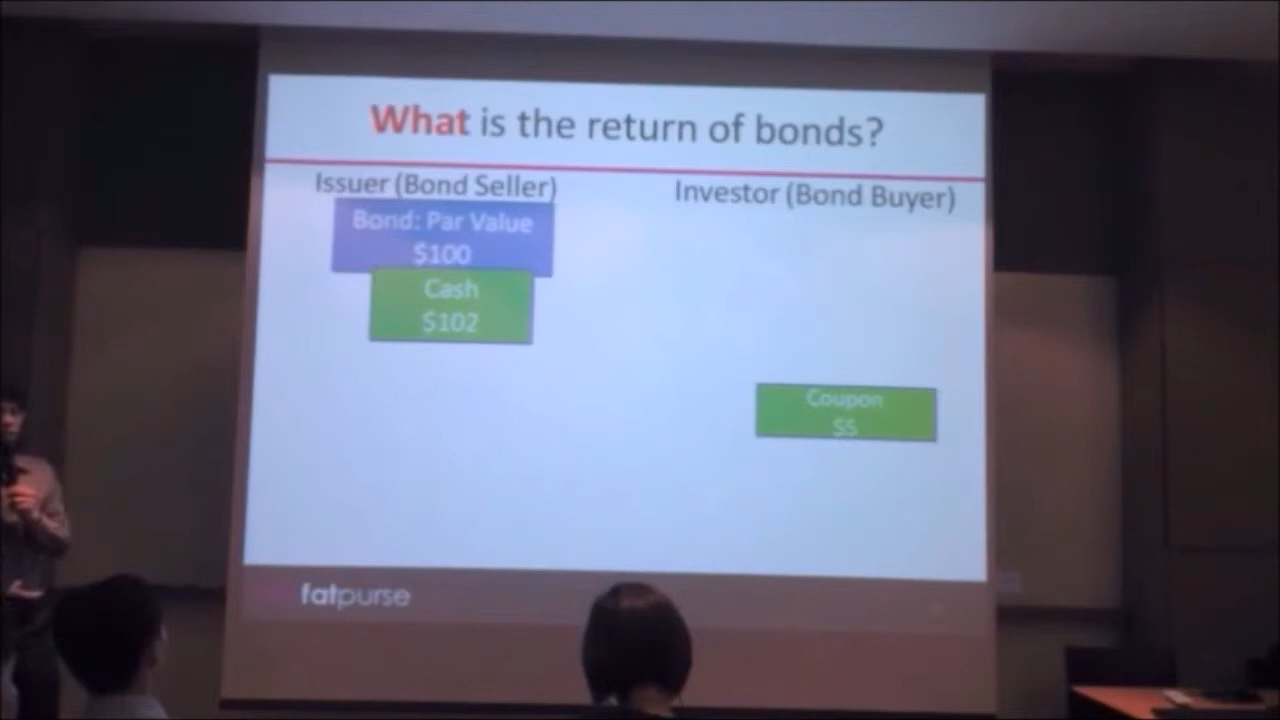 What is the return of bonds?
Issuer (Bond Seller)
Investor (Bond Buyer)
Bond: Par Value
$100
Cash
$102
Coupon
$5
fatpurse